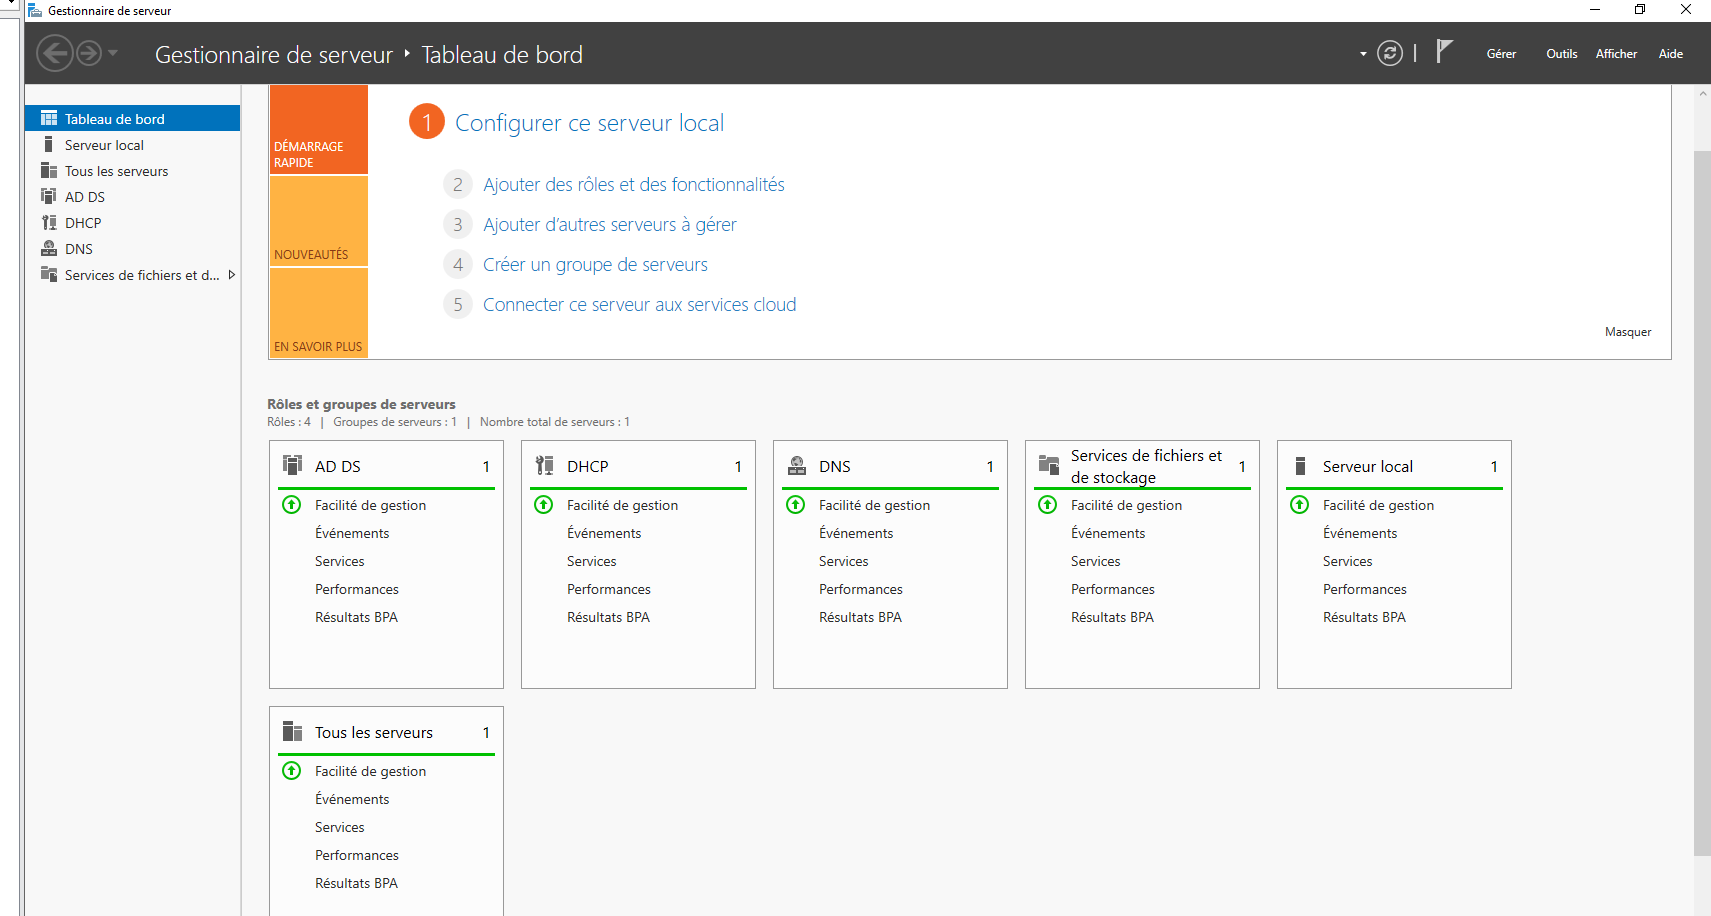 Gestionnaire de serveur
Gestionnaire de serveur ‣ Tableau de bord
Gérer Outils Afficher Aide
Tableau de bord
Serveur local
Tous les serveurs
AD DS
DHCP
DNS
Services de fichiers et d...
DÉMARRAGE
RAPIDE
NOUVEAUTÉS
EN SAVOIR PLUS
1 Configurer ce serveur local
2 Ajouter des rôles et des fonctionnalités
3 Ajouter d’autres serveurs à gérer
4 Créer un groupe de serveurs
5 Connecter ce serveur aux services cloud
Masquer
Rôles et groupes de serveurs
Rôles : 4 | Groupes de serveurs : 1 | Nombre total de serveurs : 1
AD DS 1
Facilité de gestion
Événements
Services
Performances
Résultats BPA
DHCP 1
Facilité de gestion
Événements
Services
Performances
Résultats BPA
DNS 1
Facilité de gestion
Événements
Services
Performances
Résultats BPA
Services de fichiers et
de stockage 1
Facilité de gestion
Événements
Services
Performances
Résultats BPA
Serveur local 1
Facilité de gestion
Événements
Services
Performances
Résultats BPA
Tous les serveurs 1
Facilité de gestion
Événements
Services
Performances
Résultats BPA